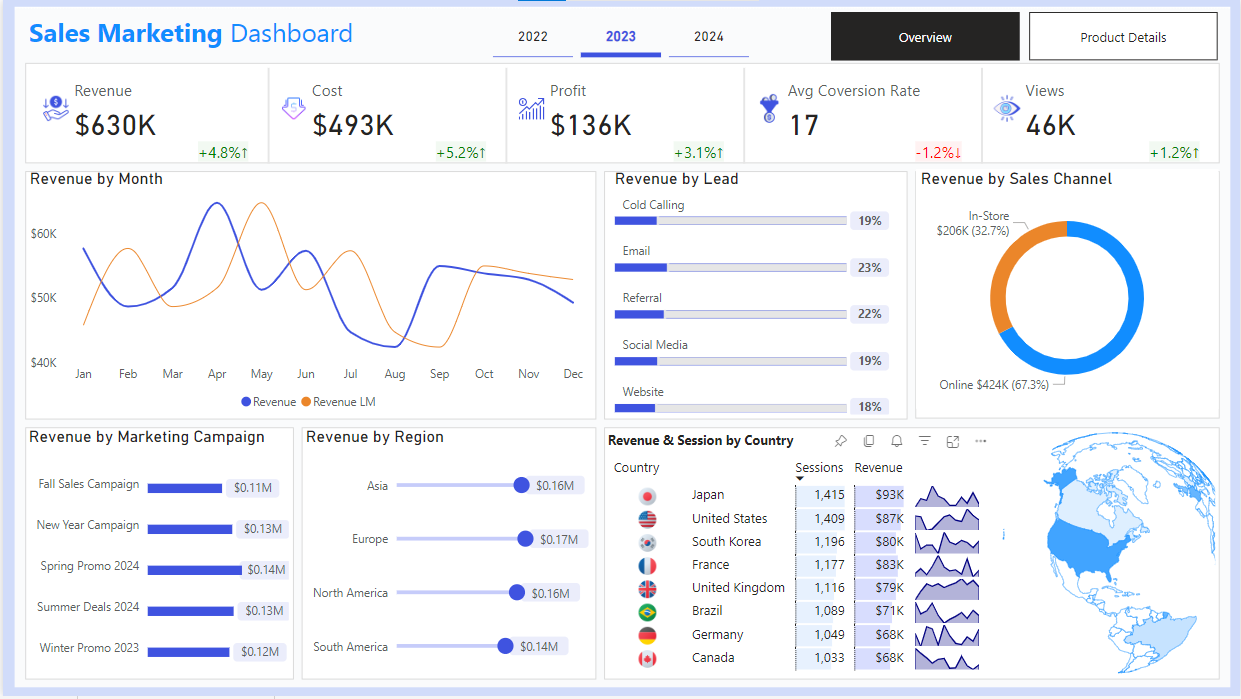 Sales Marketing Dashboard
2022
2023
2024
Overview
Product Details
Revenue
$630K
+4.8%↑
Cost
$493K
+5.2%↑
Profit
$136K
+3.1%↑
Avg Coversion Rate
17
-1.2%↓
Views
46K
+1.2%↑
Revenue by Month
$60K
$50K
$40K
Jan Feb Mar Apr May Jun Jul Aug Sep Oct Nov Dec
Revenue Revenue LM
Revenue by Lead
Cold Calling
19%
Email
23%
Referral
22%
Social Media
19%
Website
18%
Revenue by Sales Channel
In-Store
$206K (32.7%)
Online $424K (67.3%)
Revenue by Marketing Campaign
Fall Sales Campaign $0.11M
New Year Campaign $0.13M
Spring Promo 2024 $0.14M
Summer Deals 2024 $0.13M
Winter Promo 2023 $0.12M
Revenue by Region
Asia $0.16M
Europe $0.17M
North America $0.16M
South America $0.14M
Revenue & Session by Country
Country Sessions Revenue
Japan 1,415 $93K
United States 1,409 $87K
South Korea 1,196 $80K
France 1,177 $83K
United Kingdom 1,116 $79K
Brazil 1,089 $71K
Germany 1,049 $68K
Canada 1,033 $68K
i